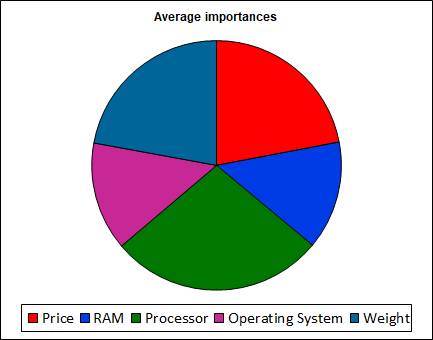 Average importances
Price RAM Processor Operating System Weight